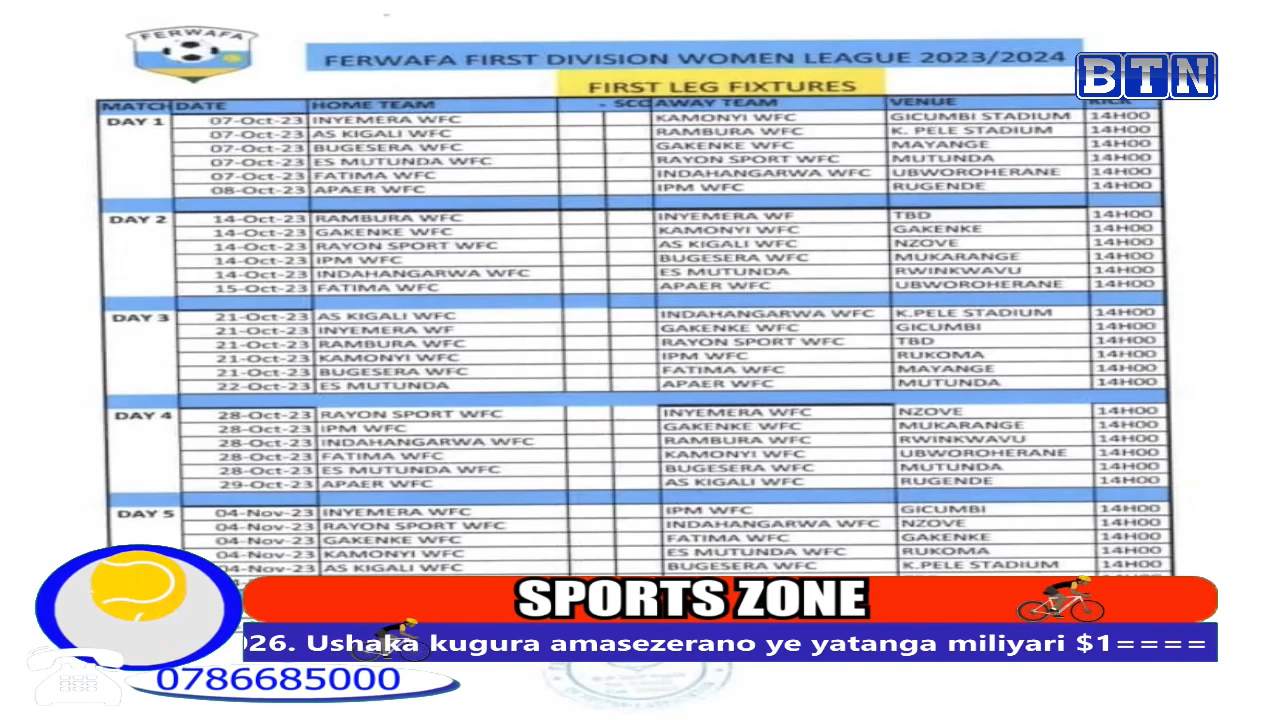 FERWAFA
FERWAFA FIRST DIVISION WOMEN LEAGUE 2023/2024
BTN
FIRST LEG FIXTURES
MATCH DATE HOME TEAM - SCO AWAY TEAM VENUE
DAY 1 07-Oct-23 INYEMERA WFC KAMONYI WFC GICUMBI STADIUM 14H00
07-Oct-23 AS KIGALI WFC RAMBURA WFC K. PELE STADIUM 14H00
07-Oct-23 BUGESERA WFC GAKENKE WFC MAYANGE 14H00
07-Oct-23 ES MUTUNDA WFC RAYON SPORT WFC MUTUNDA 14H00
07-Oct-23 FATIMA WFC INDAHANGARWA WFC UBWOROHERANE 14H00
08-Oct-23 APAER WFC IPM WFC RUGENDE 14H00
DAY 2 14-Oct-23 RAMBURA WFC INYEMERA WF TBD 14H00
14-Oct-23 GAKENKE WFC KAMONYI WFC GAKENKE 14H00
14-Oct-23 RAYON SPORT WFC AS KIGALI WFC NZOVE 14H00
14-Oct-23 IPM WFC BUGESERA WFC MUKARANGE 14H00
14-Oct-23 INDAHANGARWA WFC ES MUTUNDA RWINKWAVU 14H00
15-Oct-23 FATIMA WFC APAER WFC UBWOROHERANE 14H00
DAY 3 21-Oct-23 AS KIGALI WFC INDAHANGARWA WFC K.PELE STADIUM 14H00
21-Oct-23 INYEMERA WF GAKENKE WFC GICUMBI 14H00
21-Oct-23 RAMBURA WFC RAYON SPORT WFC TBD 14H00
21-Oct-23 KAMONYI WFC IPM WFC RUKOMA 14H00
21-Oct-23 BUGESERA WFC FATIMA WFC MAYANGE 14H00
22-Oct-23 ES MUTUNDA APAER WFC MUTUNDA 14H00
DAY 4 28-Oct-23 RAYON SPORT WFC INYEMERA WFC NZOVE 14H00
28-Oct-23 IPM WFC GAKENKE WFC MUKARANGE 14H00
28-Oct-23 INDAHANGARWA WFC RAMBURA WFC RWINKWAVU 14H00
28-Oct-23 FATIMA WFC KAMONYI WFC UBWOROHERANE 14H00
28-Oct-23 ES MUTUNDA WFC BUGESERA WFC MUTUNDA 14H00
29-Oct-23 APAER WFC AS KIGALI WFC RUGENDE 14H00
DAY 5 04-Nov-23 INYEMERA WFC IPM WFC GICUMBI 14H00
04-Nov-23 RAYON SPORT WFC INDAHANGARWA WFC NZOVE 14H00
04-Nov-23 GAKENKE WFC FATIMA WFC GAKENKE 14H00
04-Nov-23 KAMONYI WFC ES MUTUNDA WFC RUKOMA 14H00
04-Nov-23 AS KIGALI WFC BUGESERA WFC K.PELE STADIUM 14H00
SPORTS ZONE
026. Ushaka kugura amasezerano ye yatanga miliyari $1====
0786685000